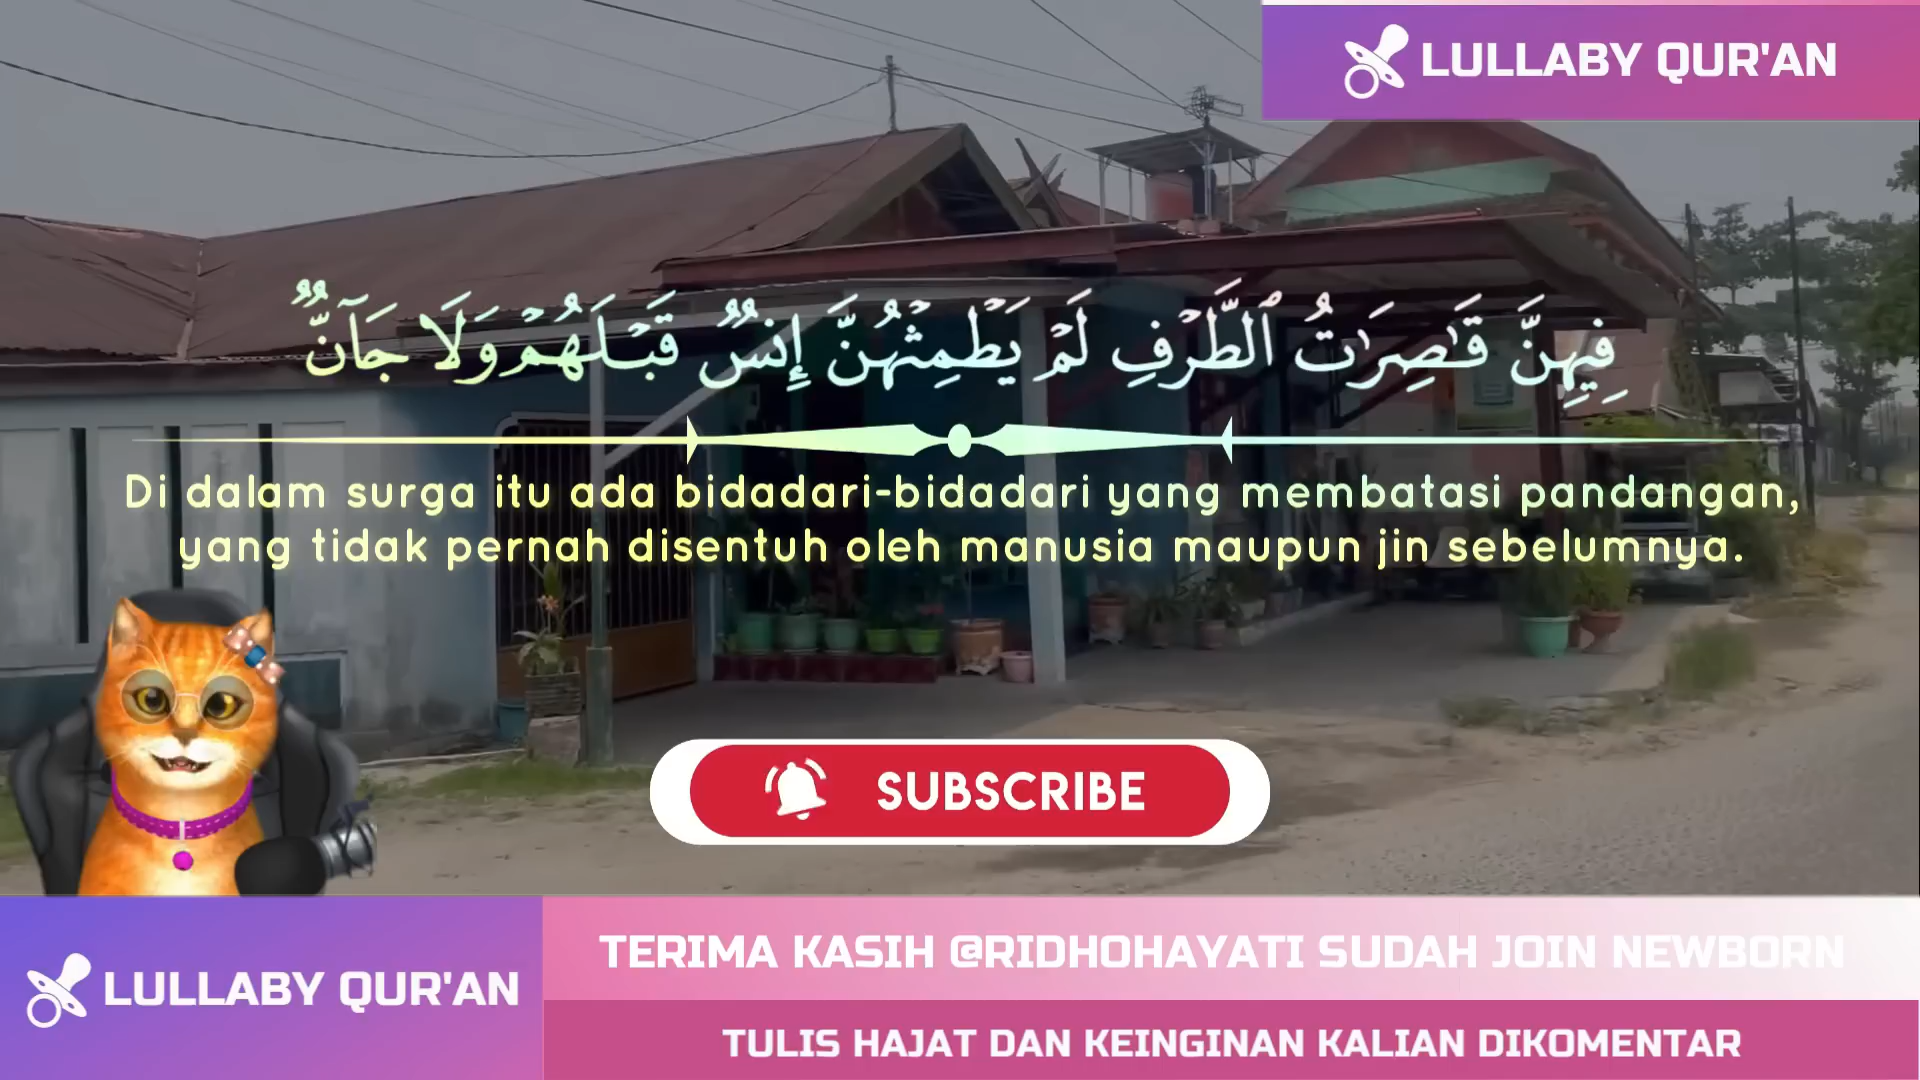 LULLABY QUR'AN
فِيهِنَّ قَٰصِرَٰتُ ٱلطَّرْفِ لَمْ يَطْمِثْهُنَّ إِنسٌ قَبْلَهُمْ وَلَا جَآنٌّ
Di dalam surga itu ada bidadari-bidadari yang membatasi pandangan,
yang tidak pernah disentuh oleh manusia maupun jin sebelumnya.
SUBSCRIBE
LULLABY QUR'AN
TERIMA KASIH @RIDHOHAYATI SUDAH JOIN NEWBORN
TULIS HAJAT DAN KEINGINAN KALIAN DIKOMENTAR